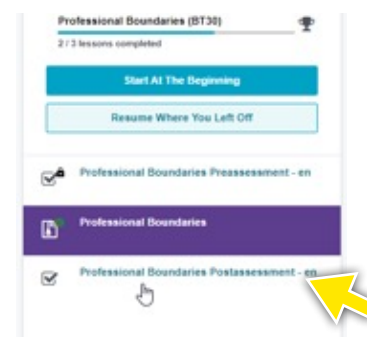 Professional Boundaries (BT30)
2 / 3 lessons completed
Start At The Beginning
Resume Where You Left Off
Professional Boundaries Preassessment - en
Professional Boundaries
Professional Boundaries Postassessment - en